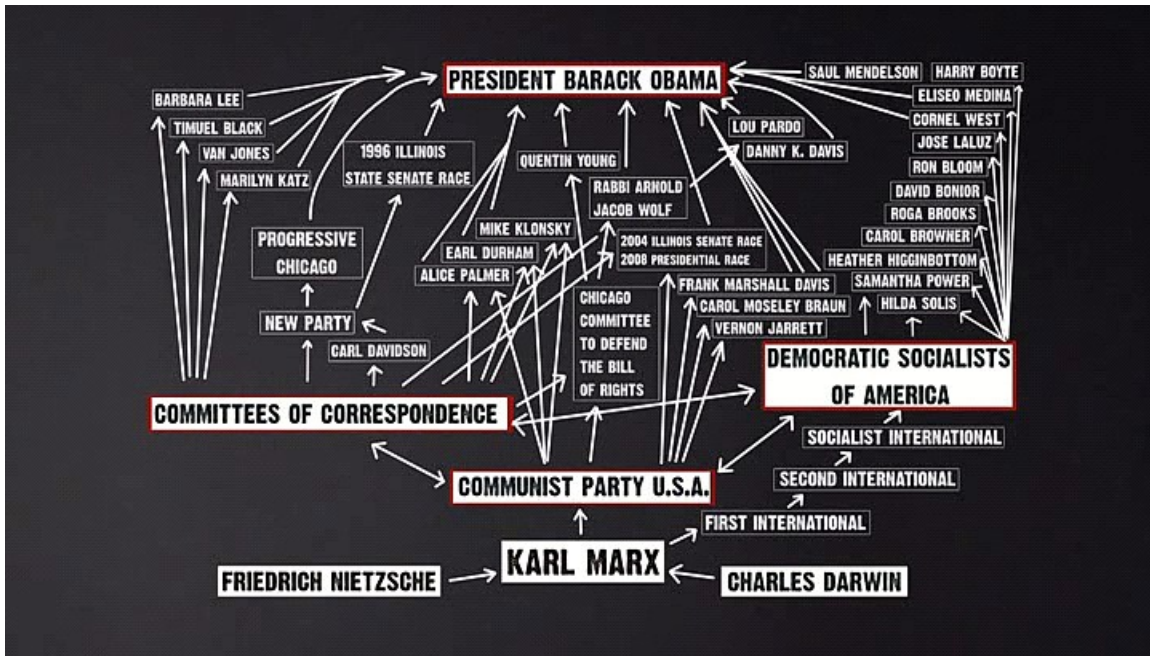 PRESIDENT BARACK OBAMA
SAUL MENDELSON
HARRY BOYTE
BARBARA LEE
ELISEO MEDINA
TIMUEL BLACK
LOU PARDO
CORNEL WEST
VAN JONES
1996 ILLINOIS
STATE SENATE RACE
QUENTIN YOUNG
DANNY K. DAVIS
JOSE LALUZ
MARILYN KATZ
RON BLOOM
RABBI ARNOLD
JACOB WOLF
DAVID BONIOR
ROGA BROOKS
MIKE KLONSKY
PROGRESSIVE
CHICAGO
2004 ILLINOIS SENATE RACE
2008 PRESIDENTIAL RACE
CAROL BROWNER
EARL DURHAM
HEATHER HIGGINBOTTOM
ALICE PALMER
FRANK MARSHALL DAVIS
SAMANTHA POWER
CHICAGO
COMMITTEE
TO DEFEND
THE BILL
OF RIGHTS
CAROL MOSELEY BRAUN
HILDA SOLIS
NEW PARTY
VERNON JARRETT
CARL DAVIDSON
DEMOCRATIC SOCIALISTS
OF AMERICA
COMMITTEES OF CORRESPONDENCE
SOCIALIST INTERNATIONAL
COMMUNIST PARTY U.S.A.
SECOND INTERNATIONAL
FIRST INTERNATIONAL
KARL MARX
FRIEDRICH NIETZSCHE
CHARLES DARWIN